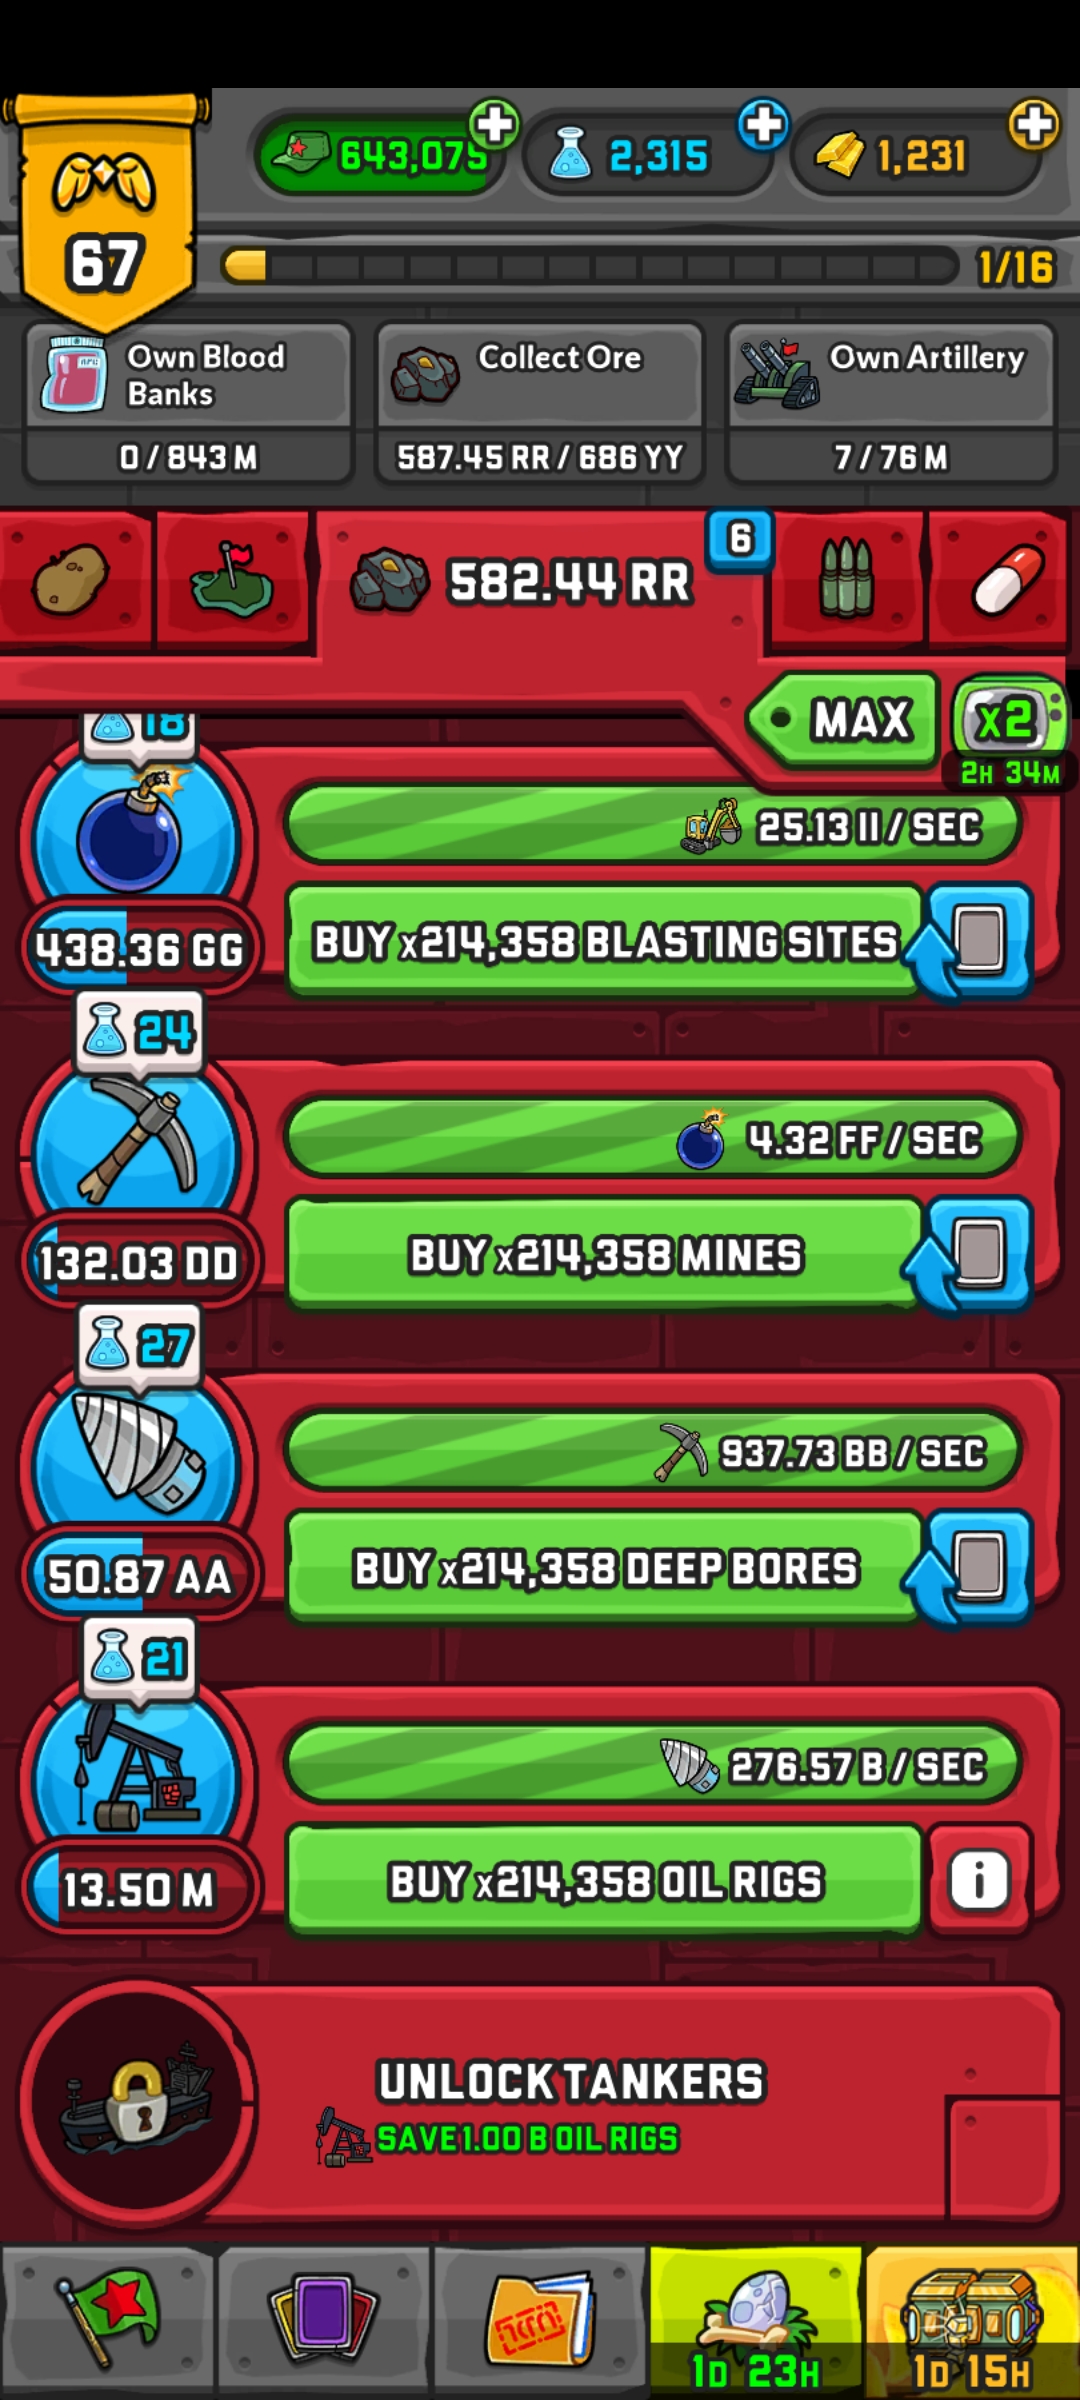 643,075
2,315
1,231
67
1/16
Own Blood
Banks
0 / 843 M
Collect Ore
587.45 RR / 686 YY
Own Artillery
7 / 76 M
582.44 RR
6
MAX
x2
2H 34M
18
25.13 II / SEC
438.36 GG
BUY x214,358 BLASTING SITES
24
4.32 FF / SEC
132.03 DD
BUY x214,358 MINES
27
937.73 BB / SEC
50.87 AA
BUY x214,358 DEEP BORES
21
276.57 B / SEC
13.50 M
BUY x214,358 OIL RIGS
i
UNLOCK TANKERS
SAVE 1.00 B OIL RIGS
1D 23H
1D 15H